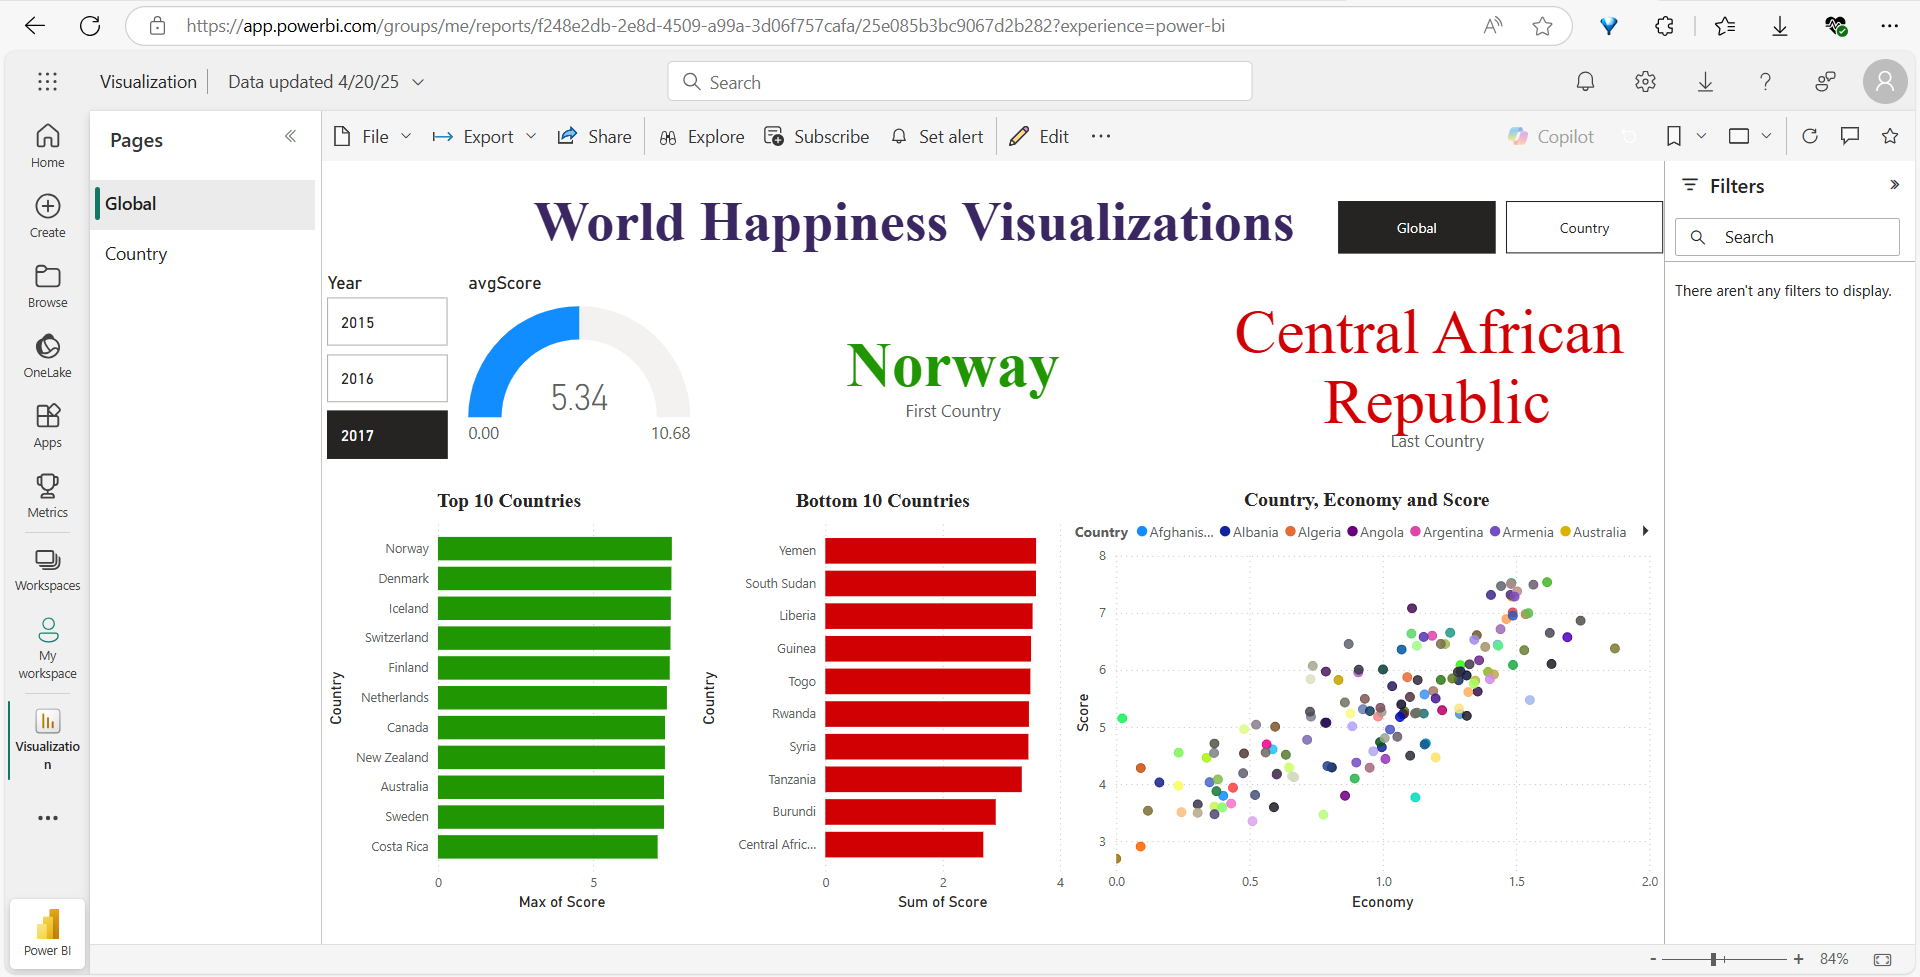 https://app.powerbi.com/groups/me/reports/f248e2db-2e8d-4509-a99a-3d06f757cafa/25e085b3bc9067d2b282?experience=power-bi
Visualization
Data updated 4/20/25
Search
Home
Create
Browse
OneLake
Apps
Metrics
Workspaces
My
workspace
Visualizatio
n
Power BI
Pages
Global
Country
File
Export
Share
Explore
Subscribe
Set alert
Edit
Copilot
World Happiness Visualizations
Global
Country
Year
2015
2016
2017
avgScore
5.34
0.00
10.68
Norway
First Country
Central African
Republic
Last Country
Top 10 Countries
Country
Norway
Denmark
Iceland
Switzerland
Finland
Netherlands
Canada
New Zealand
Australia
Sweden
Costa Rica
0
5
Max of Score
Bottom 10 Countries
Country
Yemen
South Sudan
Liberia
Guinea
Togo
Rwanda
Syria
Tanzania
Burundi
Central Afric...
0
2
4
Sum of Score
Country, Economy and Score
Country
Afghanis...
Albania
Algeria
Angola
Argentina
Armenia
Australia
Score
8
7
6
5
4
3
0.0
0.5
1.0
1.5
2.0
Economy
Filters
Search
There aren't any filters to display.
- + 84%